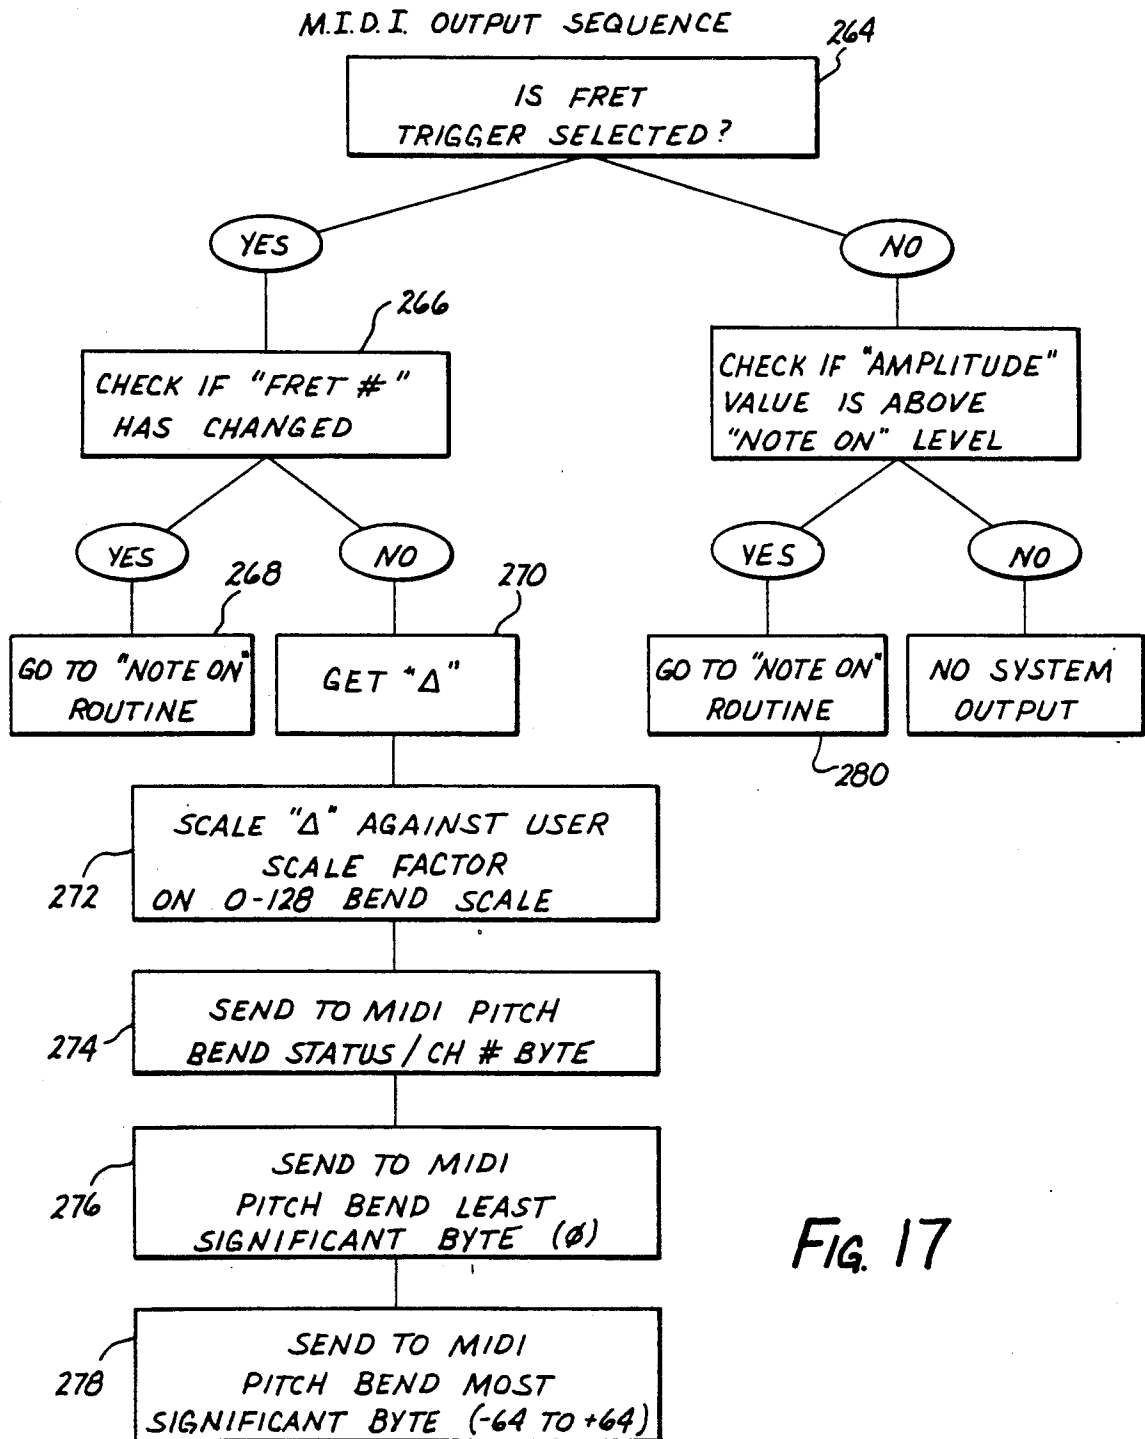 M.I.D.I. OUTPUT SEQUENCE
264
IS FRET
TRIGGER SELECTED?
YES
NO
266
CHECK IF "FRET #"
HAS CHANGED
CHECK IF "AMPLITUDE"
VALUE IS ABOVE
"NOTE ON" LEVEL
YES
NO
YES
NO
268
270
GO TO "NOTE ON"
ROUTINE
GET "Δ"
GO TO "NOTE ON"
ROUTINE
NO SYSTEM
OUTPUT
280
SCALE "Δ" AGAINST USER
SCALE FACTOR
ON 0-128 BEND SCALE
272
SEND TO MIDI PITCH
BEND STATUS / CH # BYTE
274
SEND TO MIDI
PITCH BEND LEAST
SIGNIFICANT BYTE (ϕ)
276
FIG. 17
SEND TO MIDI
PITCH BEND MOST
SIGNIFICANT BYTE (-64 TO +64)
278